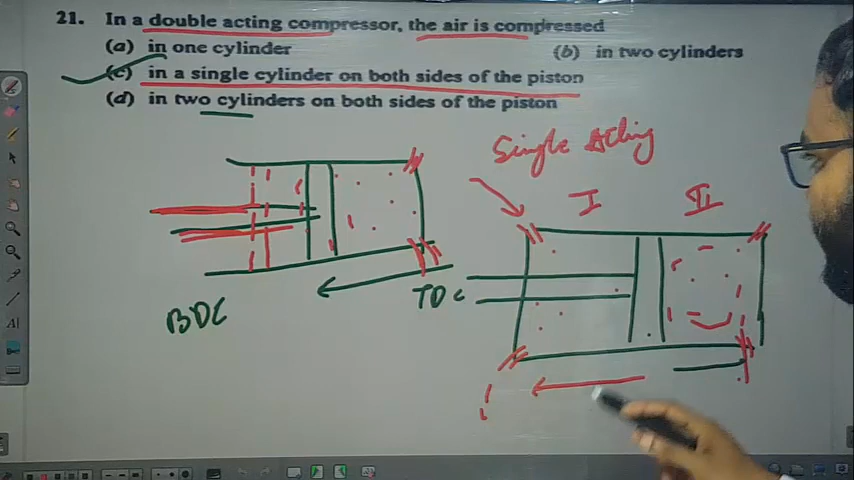 21. In a double acting compressor, the air is compressed
(a) in one cylinder
(b) in two cylinders
(c) in a single cylinder on both sides of the piston
(d) in two cylinders on both sides of the piston
Single Acting
I II
TDC
BDC